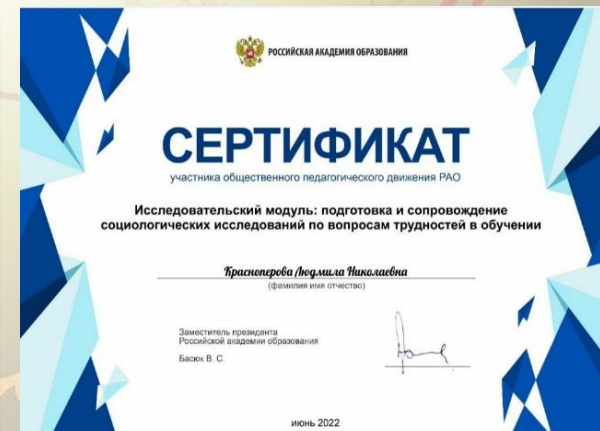 РОССИЙСКАЯ АКАДЕМИЯ ОБРАЗОВАНИЯ
СЕРТИФИКАТ
участника общественного педагогического движения РАО
Исследовательский модуль: подготовка и сопровождение
социологических исследований по вопросам трудностей в обучении
Красноперова Людмила Николаевна
(фамилия имя отчество)
Заместитель президента
Российской академии образования
Басюк В. С.
июнь 2022